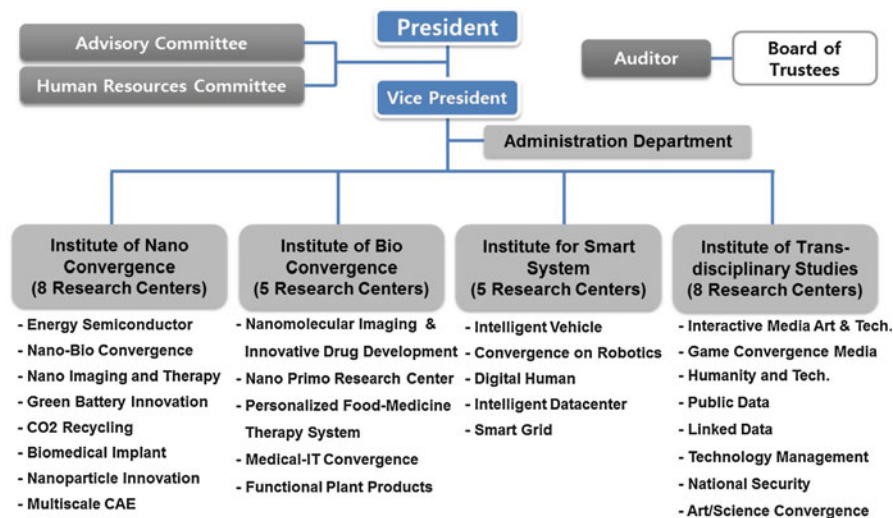 President
Advisory Committee
Human Resources Committee
Auditor
Board of
Trustees
Vice President
Administration Department
Institute of Nano
Convergence
(8 Research Centers)
- Energy Semiconductor
- Nano-Bio Convergence
- Nano Imaging and Therapy
- Green Battery Innovation
- CO2 Recycling
- Biomedical Implant
- Nanoparticle Innovation
- Multiscale CAE
Institute of Bio
Convergence
(5 Research Centers)
- Nanomolecular Imaging &
Innovative Drug Development
- Nano Primo Research Center
- Personalized Food-Medicine
Therapy System
- Medical-IT Convergence
- Functional Plant Products
Institute for Smart
System
(5 Research Centers)
- Intelligent Vehicle
- Convergence on Robotics
- Digital Human
- Intelligent Datacenter
- Smart Grid
Institute of Trans-
disciplinary Studies
(8 Research Centers)
- Interactive Media Art & Tech.
- Game Convergence Media
- Humanity and Tech.
- Public Data
- Linked Data
- Technology Management
- National Security
- Art/Science Convergence